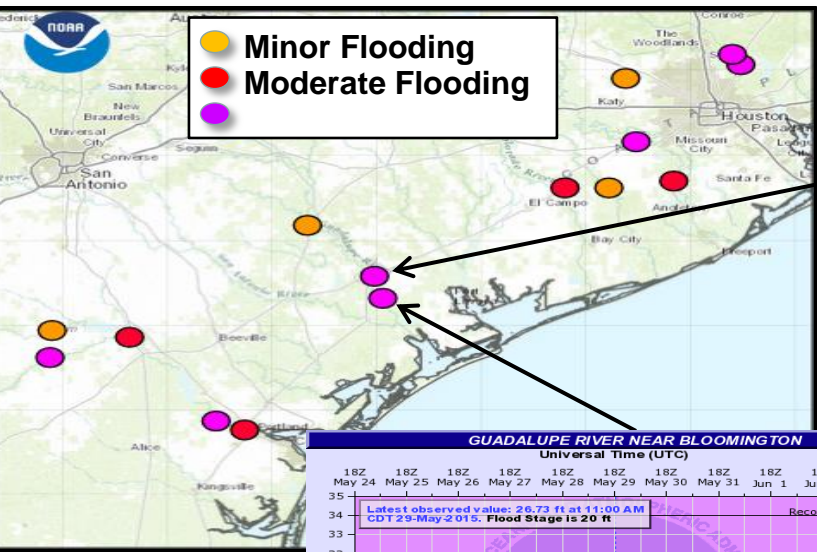 NOAA
Minor Flooding
Moderate Flooding
Conroe
The
Woodlands
San Marcos
New
Braunfels
Universal
City
Converse
Seguin
San
Antonio
Katy
Houston
Missouri
City
Santa Fe
El Campo
Bay City
Freeport
Beeville
Alice
Portland
Kingsville
GUADALUPE RIVER NEAR BLOOMINGTON
Universal Time (UTC)
18Z 18Z 18Z 18Z 18Z 18Z 18Z 18Z 18Z
May 24 May 25 May 26 May 27 May 28 May 29 May 30 May 31 Jun 1
35
Latest observed value: 26.73 ft at 11:00 AM
CDT 29-May-2015. Flood Stage is 20 ft
34
33